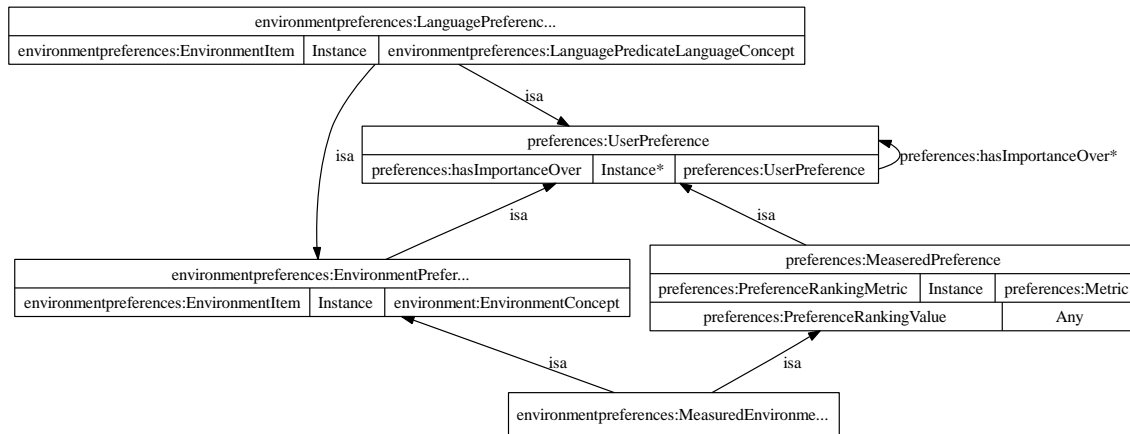 environmentpreferences:LanguagePreferenc...
environmentpreferences:EnvironmentItem Instance environmentpreferences:LanguagePredicateLanguageConcept
isa
isa
preferences:UserPreference
preferences:hasImportanceOver Instance* preferences:UserPreference
preferences:hasImportanceOver*
isa
isa
environmentpreferences:EnvironmentPrefer...
environmentpreferences:EnvironmentItem Instance environment:EnvironmentConcept
preferences:MeaseredPreference
preferences:PreferenceRankingMetric Instance preferences:Metric
preferences:PreferenceRankingValue Any
isa
isa
environmentpreferences:MeasuredEnvironme...